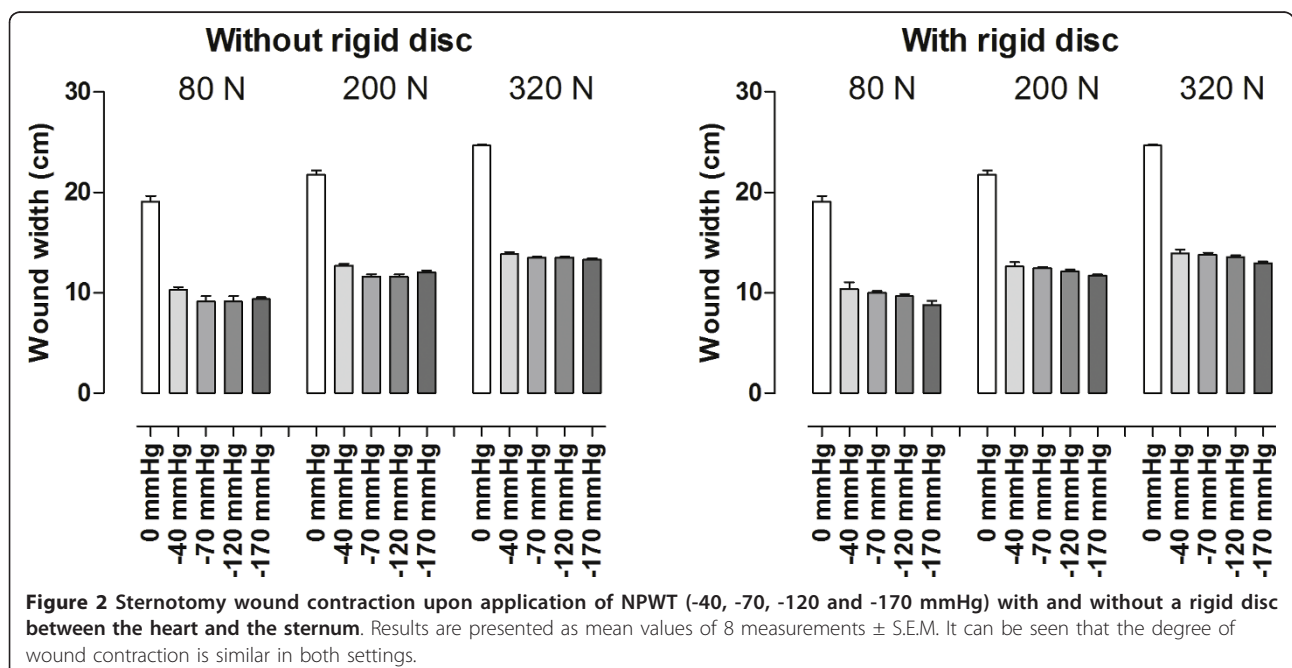 Without rigid disc
80 N 200 N 320 N
30
20
10
0
Wound width (cm)
0 mmHg
-40 mmHg
-70 mmHg
-120 mmHg
-170 mmHg
0 mmHg
-40 mmHg
-70 mmHg
-120 mmHg
-170 mmHg
0 mmHg
-40 mmHg
-70 mmHg
-120 mmHg
-170 mmHg
With rigid disc
80 N 200 N 320 N
30
20
10
0
Wound width (cm)
0 mmHg
-40 mmHg
-70 mmHg
-120 mmHg
-170 mmHg
0 mmHg
-40 mmHg
-70 mmHg
-120 mmHg
-170 mmHg
0 mmHg
-40 mmHg
-70 mmHg
-120 mmHg
-170 mmHg
Figure 2 Sternotomy wound contraction upon application of NPWT (-40, -70, -120 and -170 mmHg) with and without a rigid disc
between the heart and the sternum. Results are presented as mean values of 8 measurements ± S.E.M. It can be seen that the degree of
wound contraction is similar in both settings.